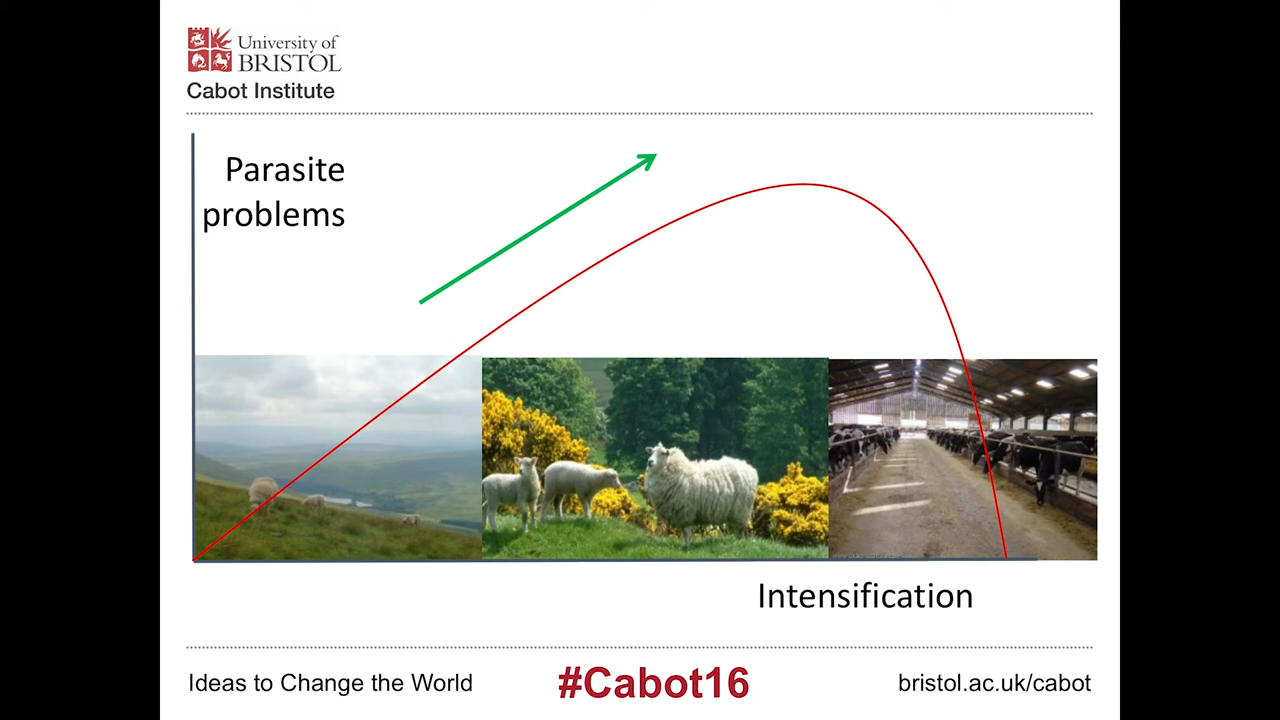 University of
BRISTOL
Cabot Institute
Parasite
problems
Intensification
Ideas to Change the World
#Cabot16
bristol.ac.uk/cabot